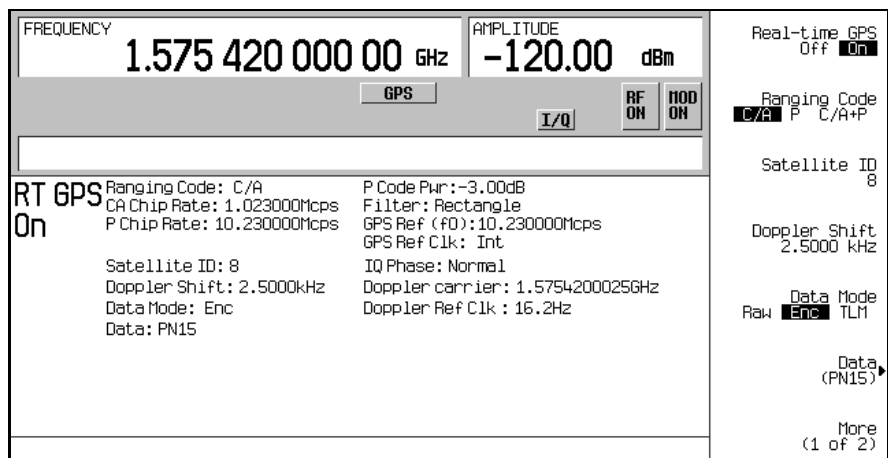 FREQUENCY
1.575 420 000 00 GHz
AMPLITUDE
-120.00 dBm
GPS
I/Q
RF ON
MOD ON
RT GPS On
Ranging Code: C/A
P Code Pwr:-3.00dB
CA Chip Rate: 1.023000Mcps
Filter: Rectangle
P Chip Rate: 10.230000Mcps
GPS Ref (f0):10.230000Mcps
GPS Ref Clk: Int
Satellite ID: 8
IQ Phase: Normal
Doppler Shift: 2.5000kHz
Doppler carrier: 1.5754200025GHz
Data Mode: Enc
Doppler Ref Clk : 16.2Hz
Data: PN15
Real-time GPS
Off On
Ranging Code
C/A P C/A+P
Satellite ID
8
Doppler Shift
2.5000 kHz
Data Mode
Raw Enc TLM
Data
(PN15)
More
(1 of 2)